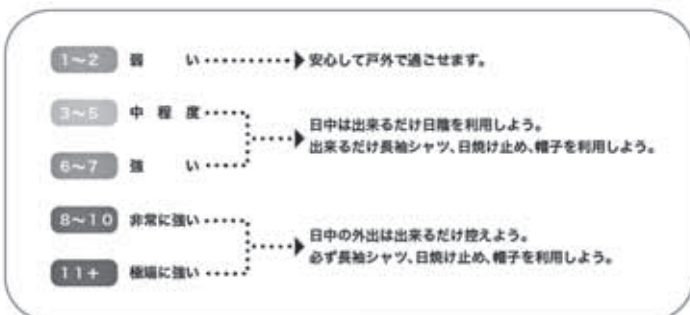 1~2 弱い 安心して戸外で過ごせます。
3~5 中程度
日中は出来るだけ日陰を利用しよう。
出来るだけ長袖シャツ、日焼け止め、帽子を利用しよう。
6~7 強い
8~10 非常に強い
日中の外出は出来るだけ控えよう。
必ず長袖シャツ、日焼け止め、帽子を利用しよう。
11+ 極端に強い